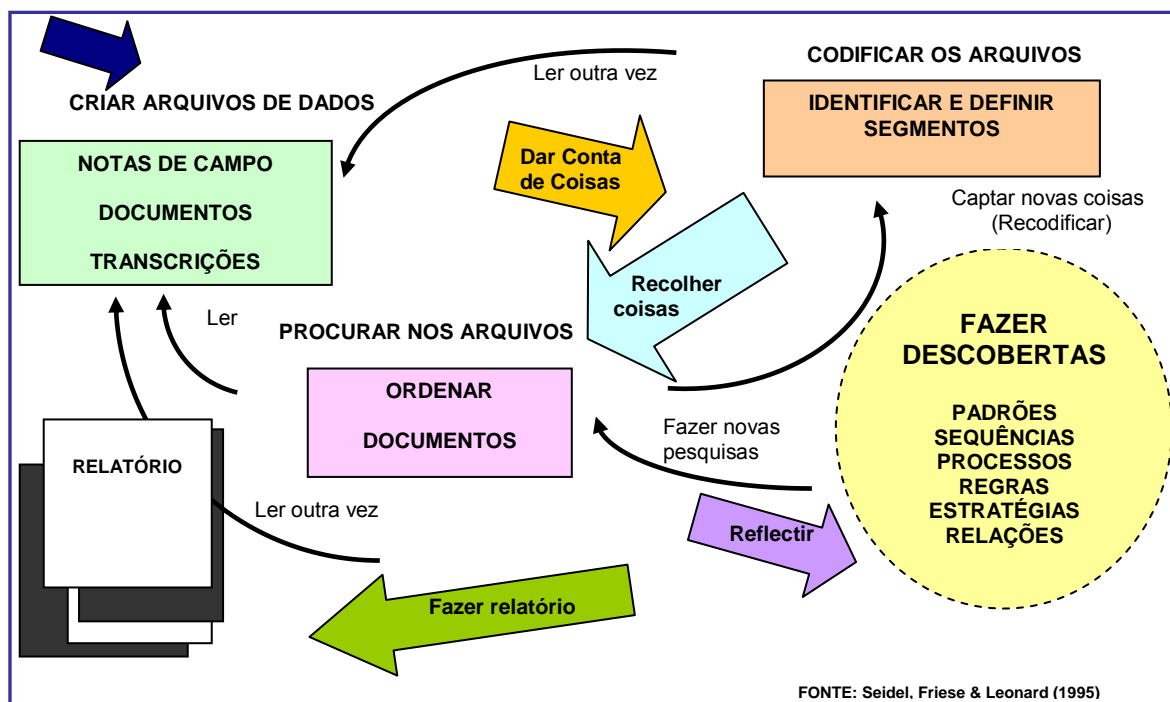 CRIAR ARQUIVOS DE DADOS
NOTAS DE CAMPO
DOCUMENTOS
TRANSCRIÇÕES
Ler outra vez
CODIFICAR OS ARQUIVOS
IDENTIFICAR E DEFINIR
SEGMENTOS
Dar Conta
de Coisas
Captar novas coisas
(Recodificar)
Recolher
coisas
Ler
PROCURAR NOS ARQUIVOS
ORDENAR
DOCUMENTOS
FAZER
DESCOBERTAS
PADRÕES
SEQUÊNCIAS
PROCESSOS
REGRAS
ESTRATÉGIAS
RELAÇÕES
Fazer novas
pesquisas
Reflectir
RELATÓRIO
Ler outra vez
Fazer relatório
FONTE: Seidel, Friese & Leonard (1995)